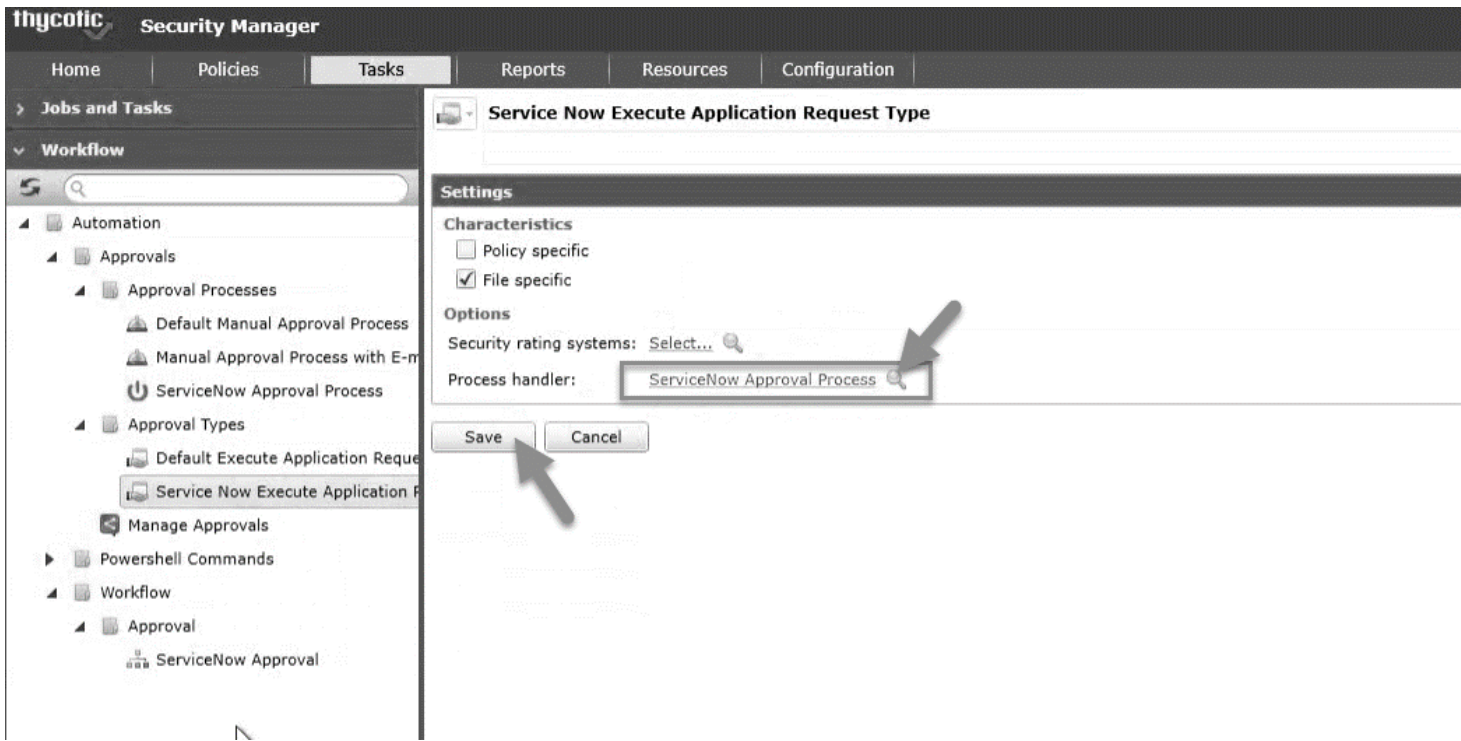 thycotic Security Manager
Home Policies Tasks Reports Resources Configuration
Jobs and Tasks
Workflow
Automation
Approvals
Approval Processes
Default Manual Approval Process
Manual Approval Process with E-m
ServiceNow Approval Process
Approval Types
Default Execute Application Reque
Service Now Execute Application
Manage Approvals
Powershell Commands
Workflow
Approval
ServiceNow Approval
Service Now Execute Application Request Type
Settings
Characteristics
Policy specific
File specific
Options
Security rating systems: Select...
Process handler: ServiceNow Approval Process
Save Cancel